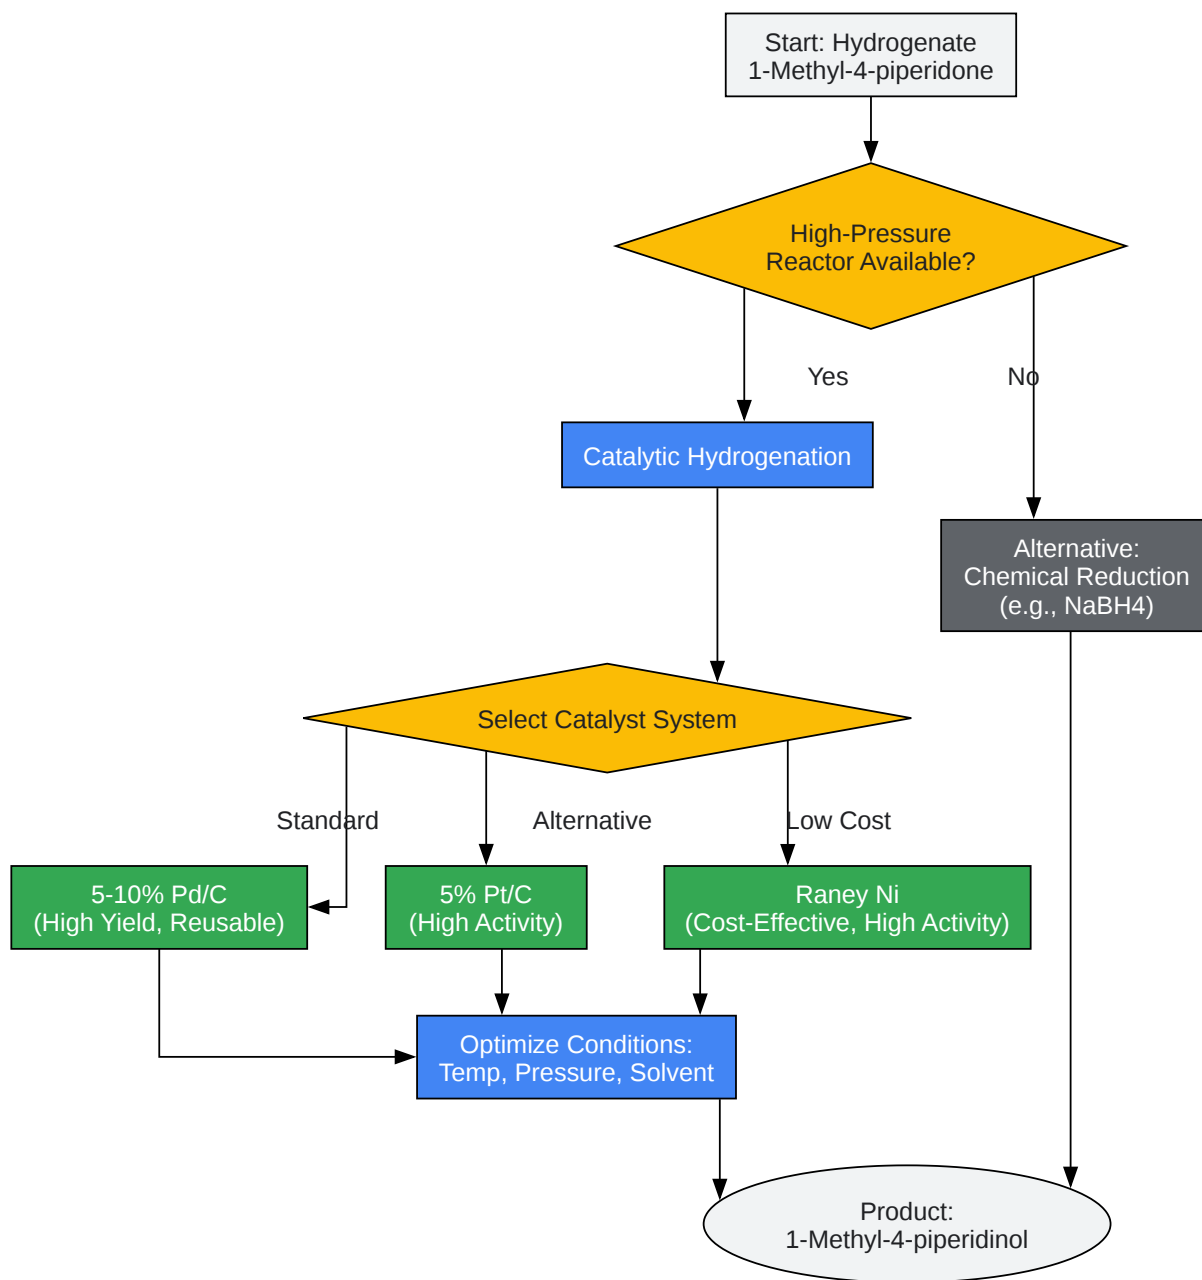 Start: Hydrogenate
1-Methyl-4-piperidone
High-Pressure
Reactor Available?
Yes
No
Catalytic Hydrogenation
Alternative:
Chemical Reduction
(e.g., NaBH4)
Select Catalyst System
Standard
Alternative
Low Cost
5-10% Pd/C
(High Yield, Reusable)
5% Pt/C
(High Activity)
Raney Ni
(Cost-Effective, High Activity)
Optimize Conditions:
Temp, Pressure, Solvent
Product:
1-Methyl-4-piperidinol